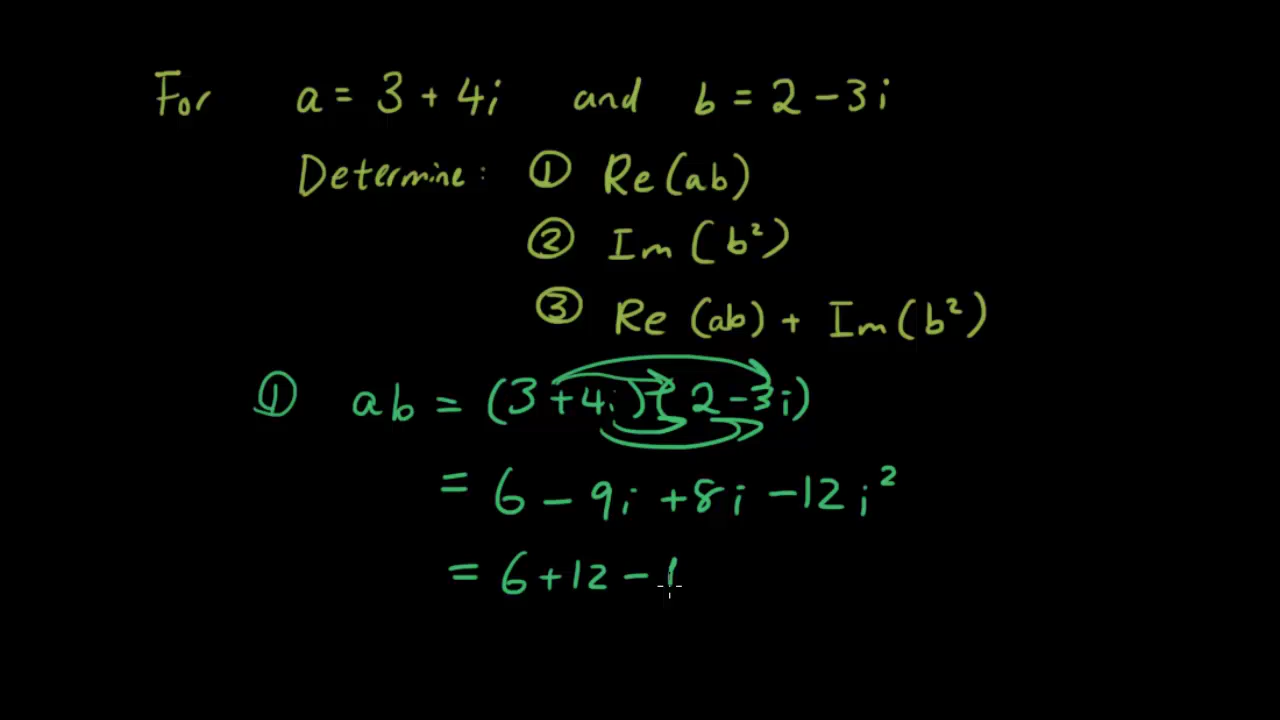 For a = 3 + 4i and b = 2 - 3i
Determine: ① Re(ab)
② Im(b²)
③ Re(ab) + Im(b²)
① ab = (3+4i)(2-3i)
= 6 - 9i + 8i - 12i²
= 6 + 12 - 1